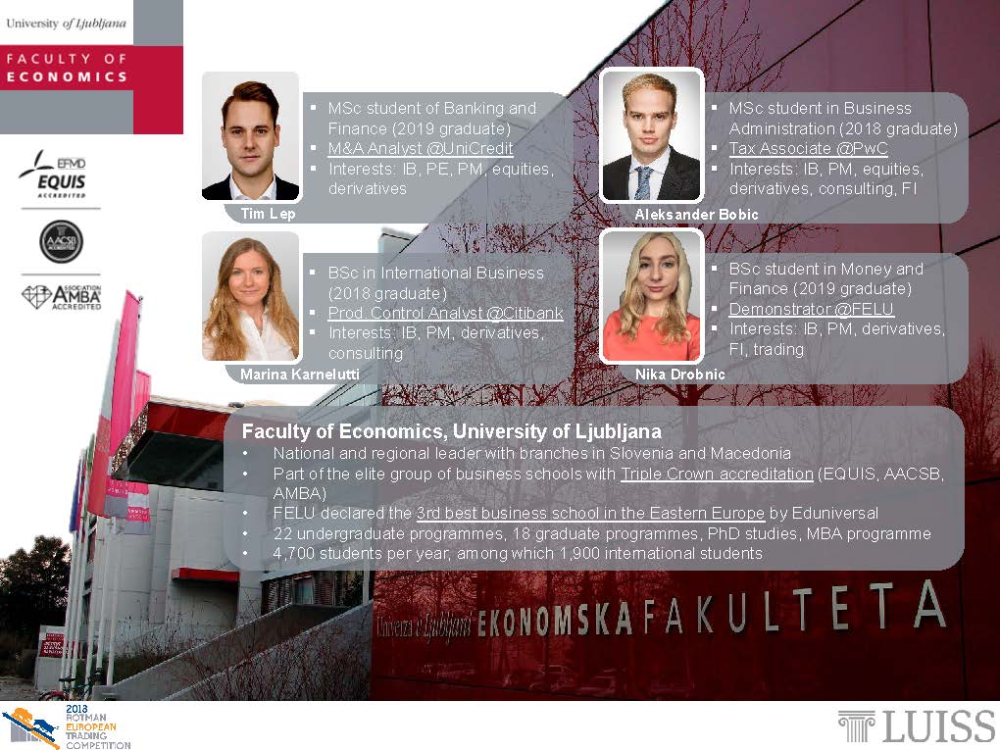 University of Ljubljana
FACULTY OF
ECONOMICS
EFMD
EQUIS
ACCREDITED
AACSB
ACCREDITED
ASSOCIATION
AMBA
ACCREDITED
▪ MSc student of Banking and
Finance (2019 graduate)
▪ M&A Analyst @UniCredit
▪ Interests: IB, PE, PM, equities,
derivatives
Tim Lep
▪ MSc student in Business
Administration (2018 graduate)
▪ Tax Associate @PwC
▪ Interests: IB, PM, equities,
derivatives, consulting, FI
Aleksander Bobic
▪ BSc in International Business
(2018 graduate)
▪ Prod. Control Analyst @Citibank
▪ Interests: IB, PM, derivatives,
consulting
Marina Karnelutti
▪ BSc student in Money and
Finance (2019 graduate)
▪ Demonstrator @FELU
▪ Interests: IB, PM, derivatives,
FI, trading
Nika Drobnic
Faculty of Economics, University of Ljubljana
• National and regional leader with branches in Slovenia and Macedonia
• Part of the elite group of business schools with Triple Crown accreditation (EQUIS, AACSB,
AMBA)
• FELU declared the 3rd best business school in the Eastern Europe by Eduniversal
• 22 undergraduate programmes, 18 graduate programmes, PhD studies, MBA programme
• 4,700 students per year, among which 1,900 international students
Univerza v Ljubljani EKONOMSKA FAKULTETA
2018
ROTMAN
EUROPEAN
TRADING
COMPETITION
LUISS